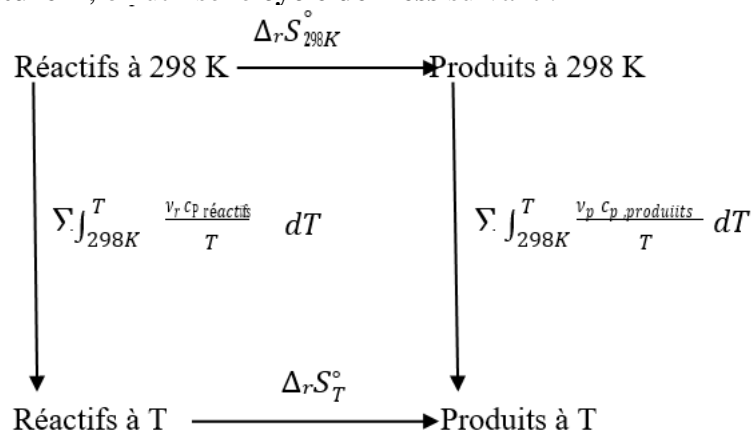 Δ_rS°_298K
Réactifs à 298 K Produits à 298 K
Σ∫_298K^T ν_r c_P réactifs / T dT Σ ∫_298K^T ν_p c_p,produiits / T dT
Δ_rS°_T
Réactifs à T Produits à T